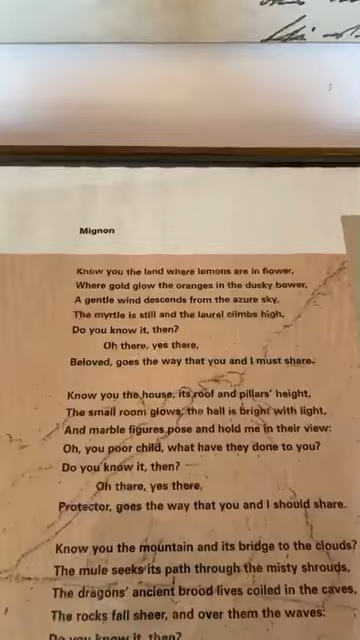 Mignon
Know you the land where lemons are in flower,
Where gold glow the oranges in the dusky bower,
A gentle wind descends from the azure sky,
The myrtle is still and the laurel climbs high,
Do you know it, then?
Oh there, yes there,
Beloved, goes the way that you and I must share.
Know you the house, its roof and pillars' height,
The small room glows, the hall is bright with light,
And marble figures pose and hold me in their view:
Oh, you poor child, what have they done to you?
Do you know it, then?
Oh there, yes there,
Protector, goes the way that you and I should share.
Know you the mountain and its bridge to the clouds?
The mule seeks its path through the misty shrouds,
The dragons' ancient brood lives coiled in the caves,
The rocks fall sheer, and over them the waves:
Do you know it, then?